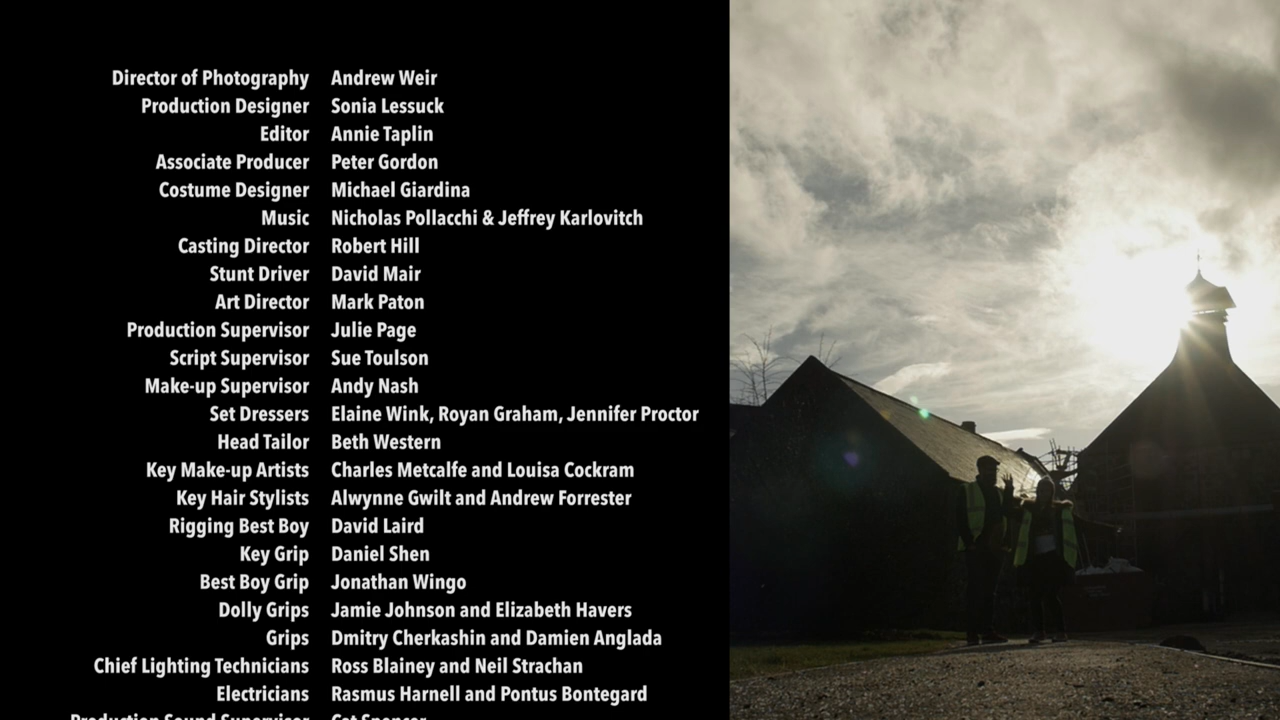 Director of Photography Andrew Weir
Production Designer Sonia Lessuck
Editor Annie Taplin
Associate Producer Peter Gordon
Costume Designer Michael Giardina
Music Nicholas Pollacchi & Jeffrey Karlovitch
Casting Director Robert Hill
Stunt Driver David Mair
Art Director Mark Paton
Production Supervisor Julie Page
Script Supervisor Sue Toulson
Make-up Supervisor Andy Nash
Set Dressers Elaine Wink, Royan Graham, Jennifer Proctor
Head Tailor Beth Western
Key Make-up Artists Charles Metcalfe and Louisa Cockram
Key Hair Stylists Alwynne Gwilt and Andrew Forrester
Rigging Best Boy David Laird
Key Grip Daniel Shen
Best Boy Grip Jonathan Wingo
Dolly Grips Jamie Johnson and Elizabeth Havers
Grips Dmitry Cherkashin and Damien Anglada
Chief Lighting Technicians Ross Blainey and Neil Strachan
Electricians Rasmus Harnell and Pontus Bontegard
Production Sound Supervisor Cat Spencer